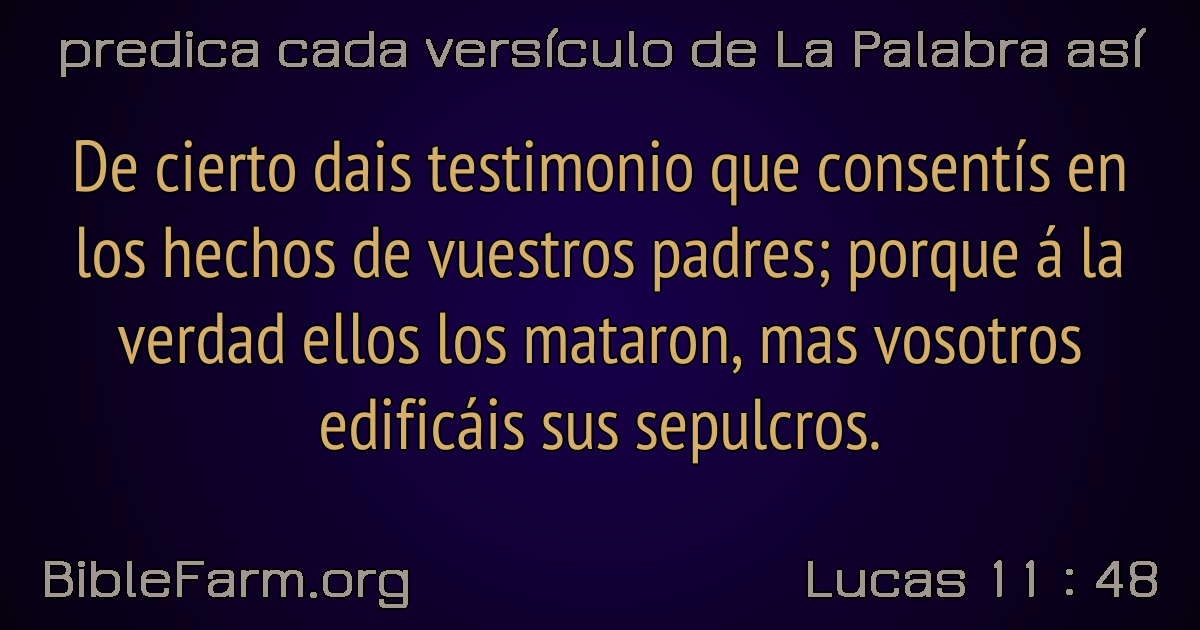 predica cada versículo de La Palabra así
De cierto dais testimonio que consentís en
los hechos de vuestros padres; porque á la
verdad ellos los mataron, mas vosotros
edificáis sus sepulcros.
BibleFarm.org
Lucas 11 : 48